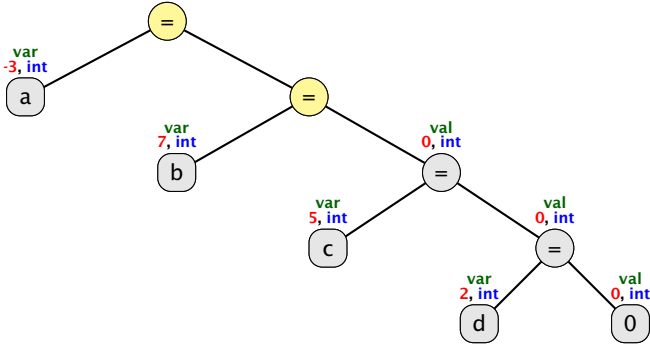 =
var
-3, int
a
=
var
7, int
b
val
0, int
=
var
5, int
c
val
0, int
=
var
2, int
d
val
0, int
0